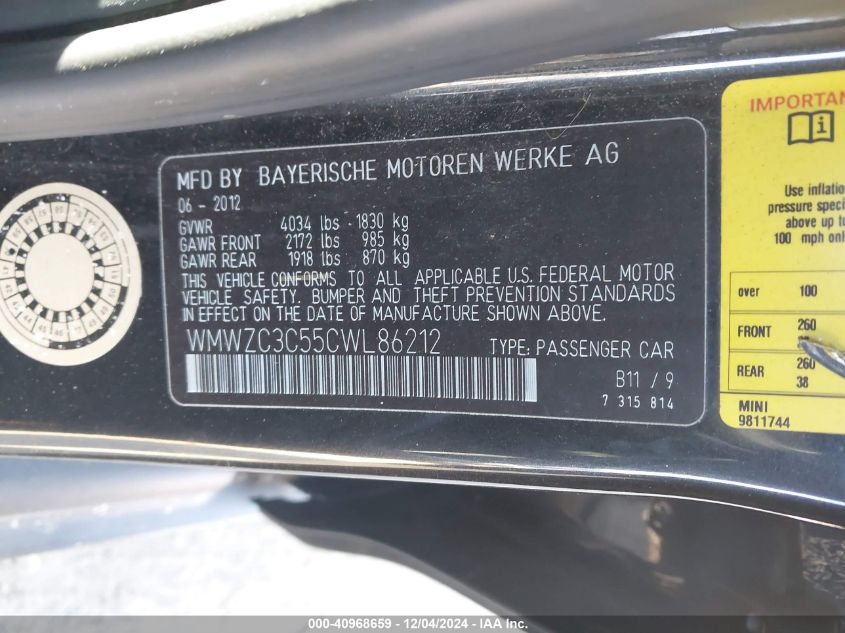 MFD BY BAYERISCHE MOTOREN WERKE AG
06 - 2012
GVWR 4034 lbs - 1830 kg
GAWR FRONT 2172 lbs 985 kg
GAWR REAR 1918 lbs 870 kg
THIS VEHICLE CONFORMS TO ALL APPLICABLE U.S. FEDERAL MOTOR
VEHICLE SAFETY. BUMPER AND THEFT PREVENTION STANDARDS
IN EFFECT ON THE DATE OF MANUFACTURE SHOWN ABOVE.
WMWZC3C55CWL86212 TYPE: PASSENGER CAR
B11 / 9
7 315 814
IMPORTAN
Use inflatio
pressure speci
above up to
100 mph onl
over 100
FRONT 260
REAR 260
38
MINI
9811744
000-40968659 - 12/04/2024 - IAA Inc.